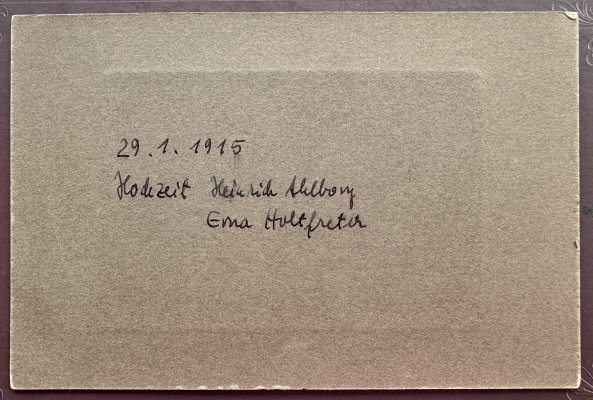 29.1.1915
Hochzeit Heinrich Ahlborg
Erna Holtfreter